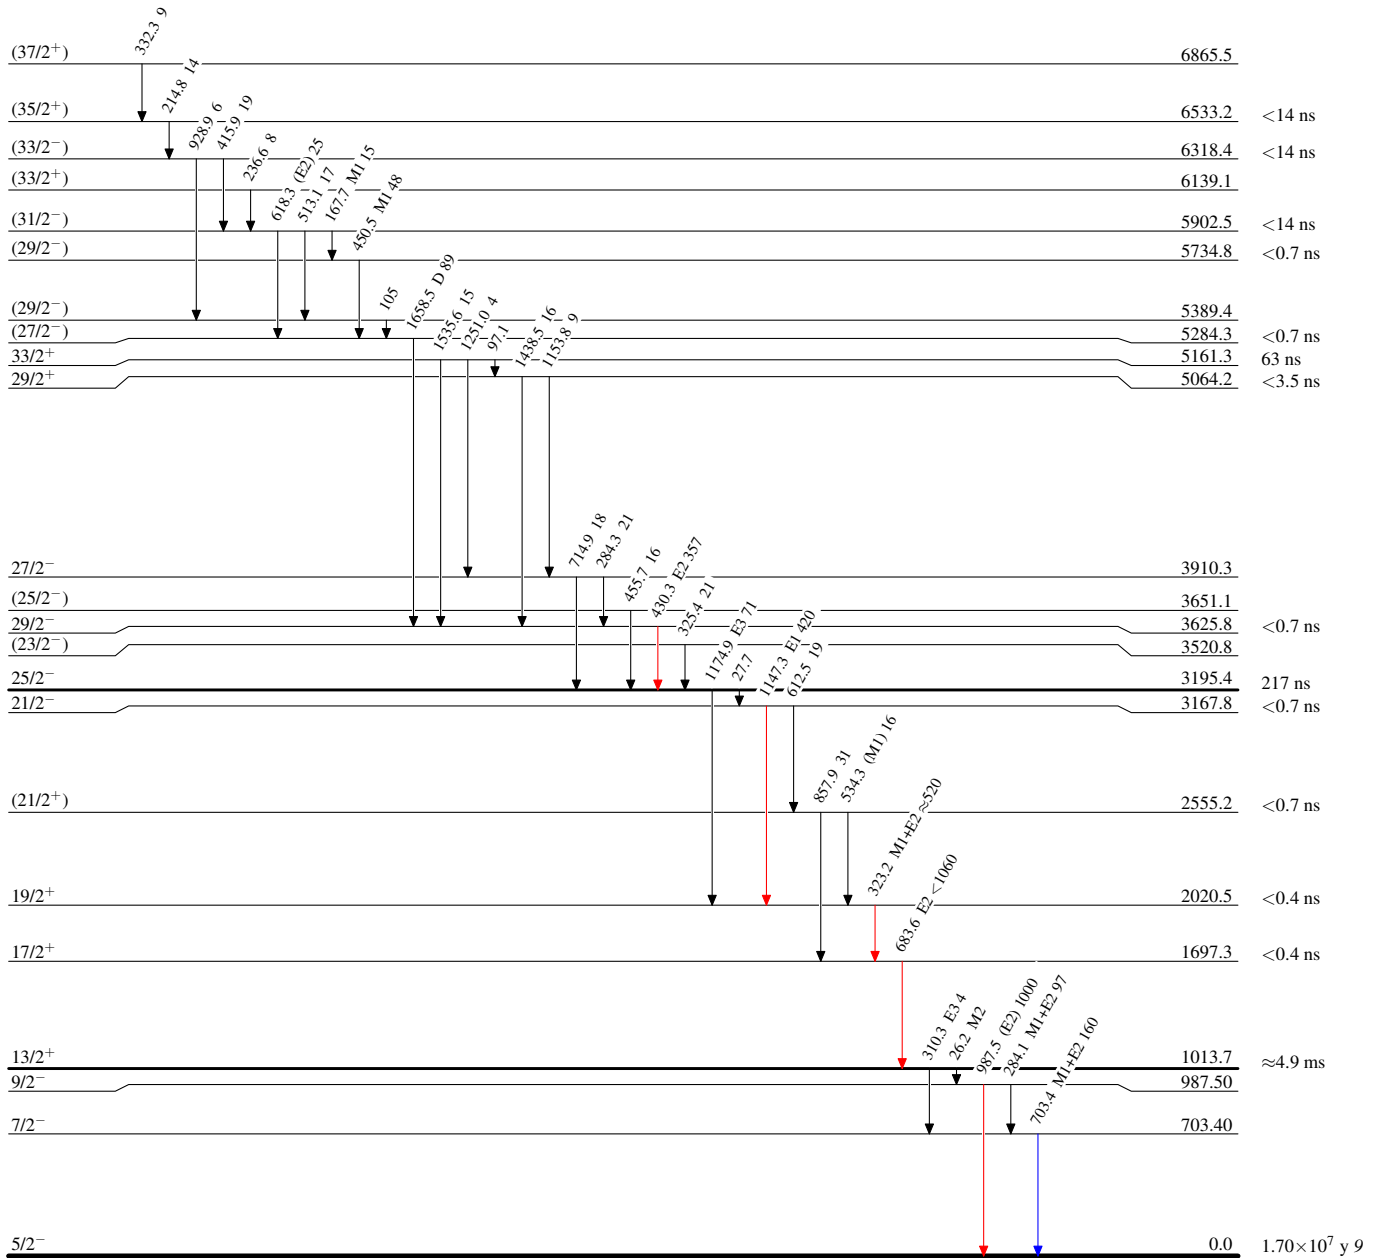 332.3 9
(37/2⁺) 6865.5
214.8 14
(35/2⁺) 6533.2 <14 ns
928.9 6
415.9 19
(33/2⁻) 6318.4 <14 ns
236.6 8
(33/2⁺) 6139.1
618.3 (E2) 25
513.1 17
167.7 M1 15
(31/2⁻) 5902.5 <14 ns
450.5 M1 48
(29/2⁻) 5734.8 <0.7 ns
105
(29/2⁻) 5389.4
1658.5 D 89
(27/2⁻) 5284.3 <0.7 ns
1535.6 15
1251.0 4
97.1
33/2⁺ 5161.3 63 ns
1438.5 16
1153.8 9
29/2⁺ 5064.2 <3.5 ns
714.9 18
284.3 21
27/2⁻ 3910.3
455.7 16
(25/2⁻) 3651.1
430.3 E2 357
29/2⁻ 3625.8 <0.7 ns
325.4 21
(23/2⁻) 3520.8
1174.9 E3 71
27.7
25/2⁻ 3195.4 217 ns
1147.3 E1 420
612.5 19
21/2⁻ 3167.8 <0.7 ns
857.9 31
534.3 (M1) 16
(21/2⁺) 2555.2 <0.7 ns
323.2 M1+E2 ≈520
19/2⁺ 2020.5 <0.4 ns
683.6 E2 <1060
17/2⁺ 1697.3 <0.4 ns
310.3 E3 4
26.2 M2
13/2⁺ 1013.7 ≈4.9 ms
987.5 (E2) 1000
284.1 M1+E2 97
9/2⁻ 987.50
703.4 M1+E2 160
7/2⁻ 703.40
5/2⁻ 0.0 1.70×10⁷ y 9